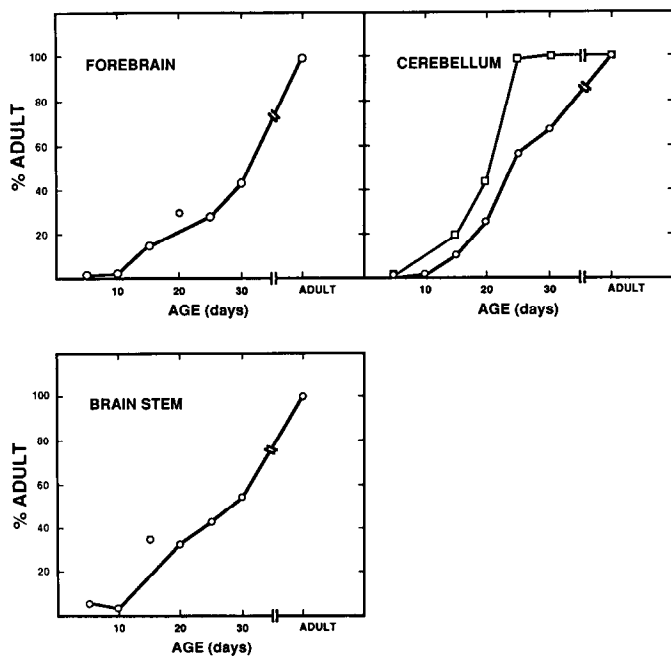 FOREBRAIN
% ADULT
100
80
60
40
20
10
20
30
ADULT
AGE (days)
CEREBELLUM
10
20
30
ADULT
AGE (days)
BRAIN STEM
% ADULT
100
80
60
40
20
10
20
30
ADULT
AGE (days)